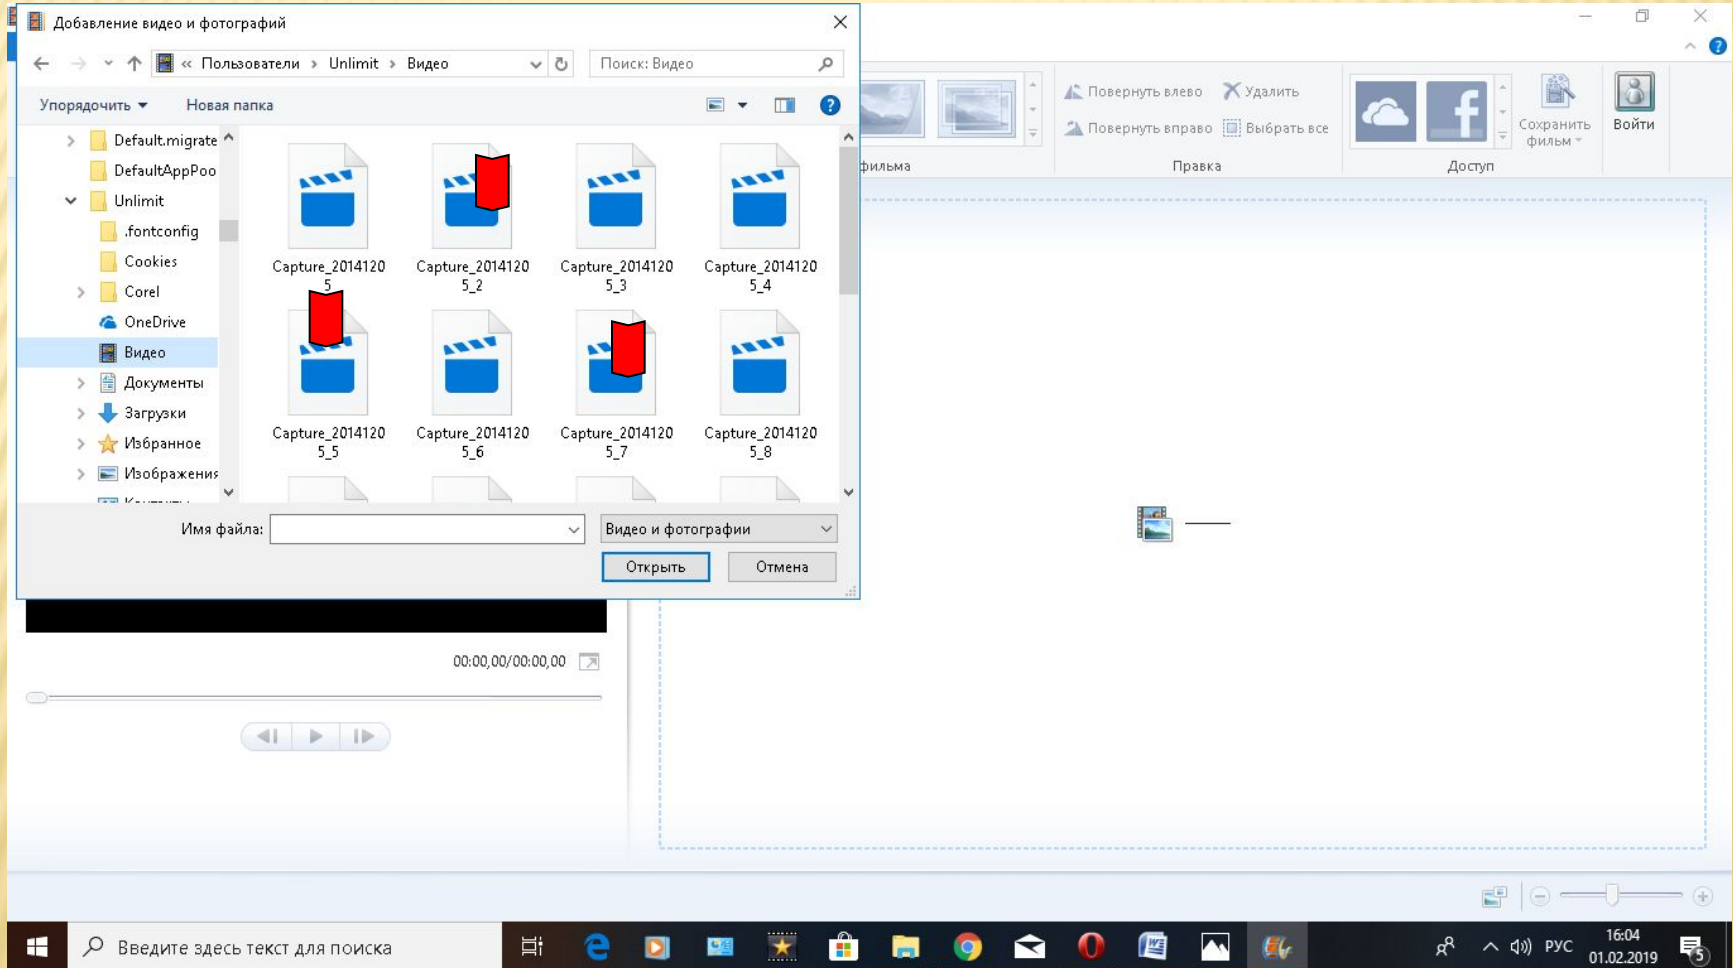 Добавление видео и фотографий
« Пользователи › Unlimit › Видео
Поиск: Видео
Упорядочить
Новая папка
Default.migrate
DefaultAppPoo
Unlimit
.fontconfig
Cookies
Corel
OneDrive
Видео
Документы
Загрузки
Избранное
Изображения
Capture_2014120
5
Capture_2014120
5_2
Capture_2014120
5_3
Capture_2014120
5_4
Capture_2014120
5_5
Capture_2014120
5_6
Capture_2014120
5_7
Capture_2014120
5_8
Имя файла:
Видео и фотографии
Открыть
Отмена
Повернуть влево
Удалить
Повернуть вправо
Выбрать все
Сохранить
фильм
Войти
фильма
Правка
Доступ
00:00,00/00:00,00
Введите здесь текст для поиска
РУС
16:04
01.02.2019
5